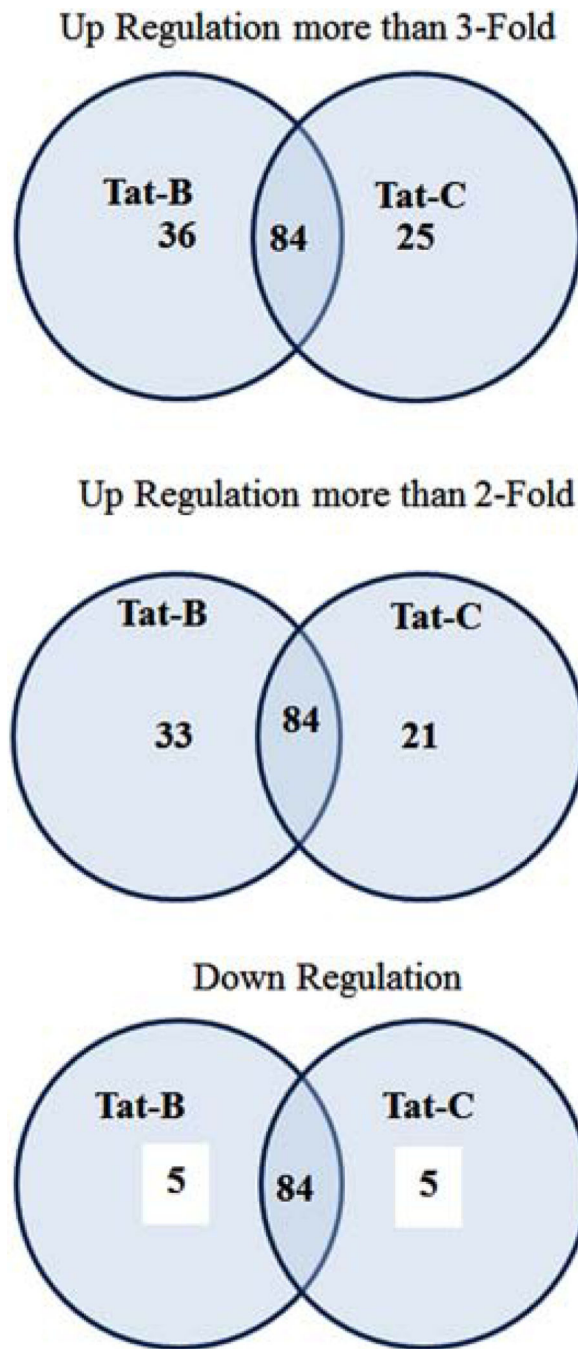 Up Regulation more than 3-Fold
Tat-B Tat-C
36 84 25
Up Regulation more than 2-Fold
Tat-B Tat-C
33 84 21
Down Regulation
Tat-B Tat-C
5 84 5